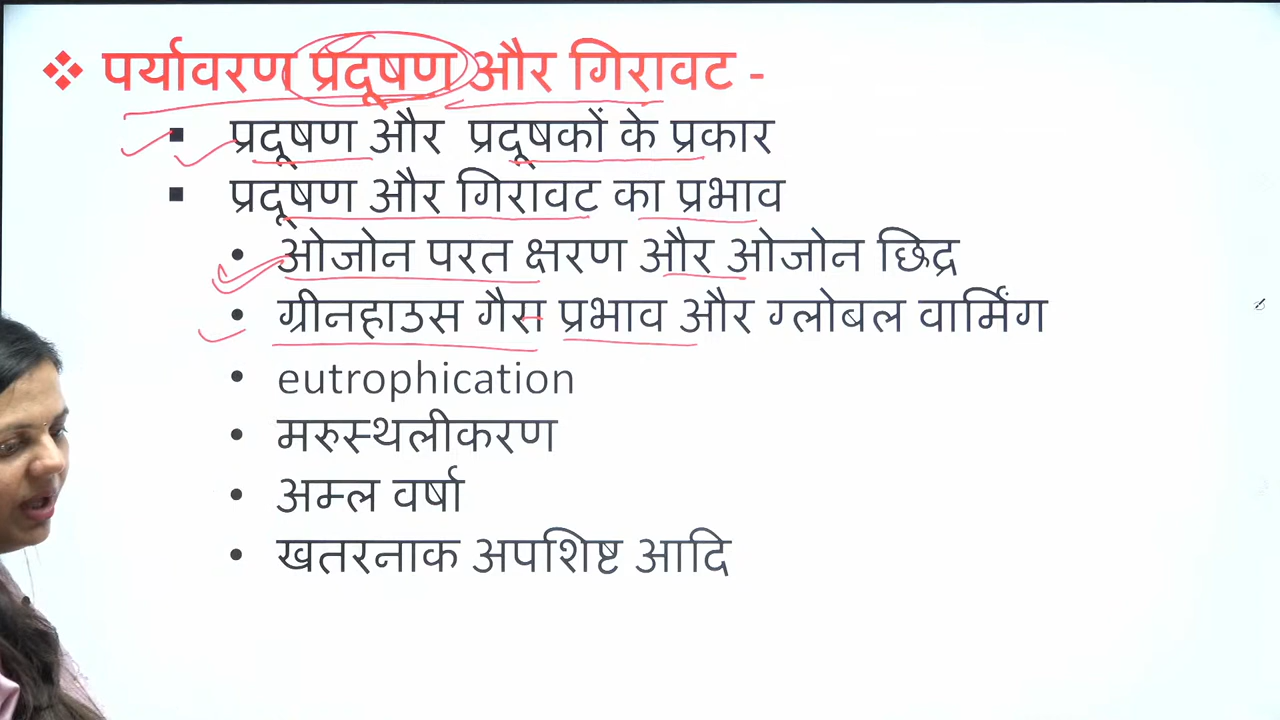 ❖ पर्यावरण प्रदूषण और गिरावट -
▪ प्रदूषण और प्रदूषकों के प्रकार
▪ प्रदूषण और गिरावट का प्रभाव
• ओजोन परत क्षरण और ओजोन छिद्र
• ग्रीनहाउस गैस प्रभाव और ग्लोबल वार्मिंग
• eutrophication
• मरुस्थलीकरण
• अम्ल वर्षा
• खतरनाक अपशिष्ट आदि